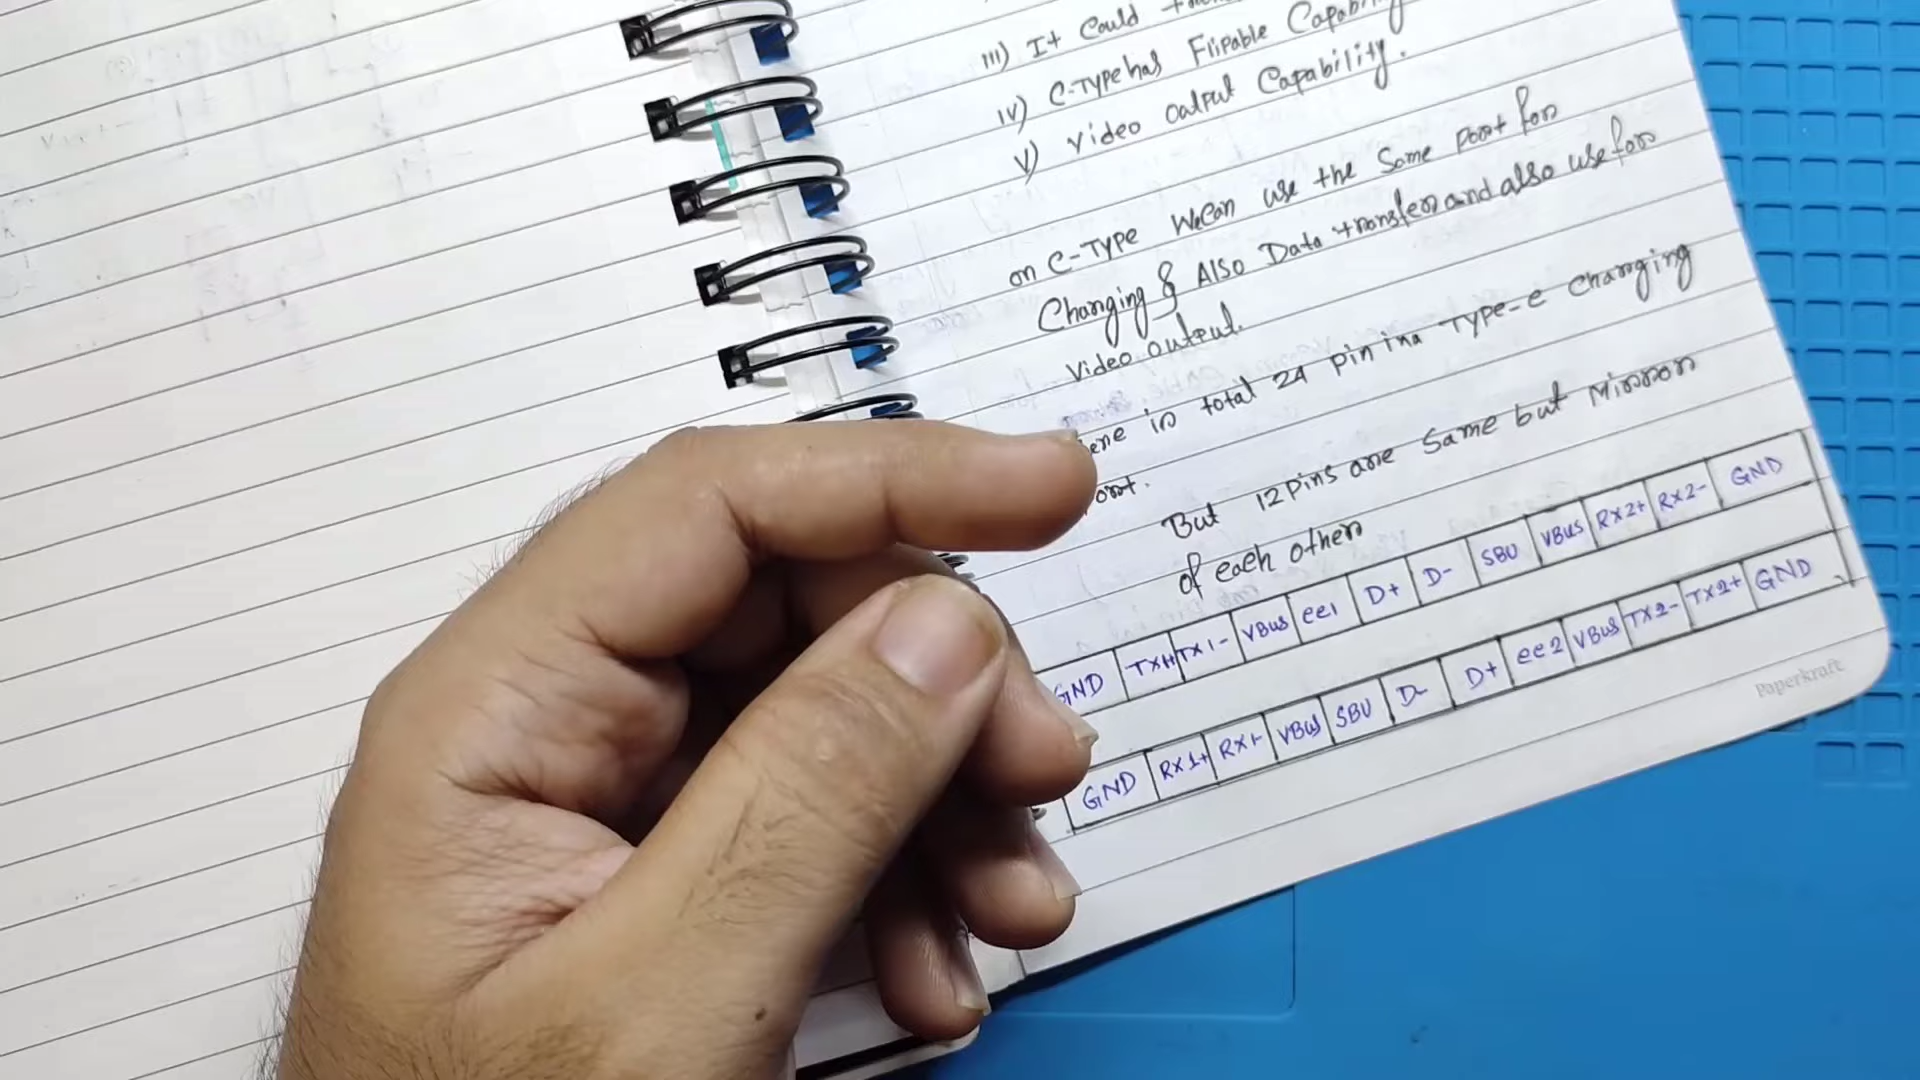 III) It Could
IV) C-Type has Flipable Capability
V) Video output Capability.
on C-Type We Can use the Same Port for
Charging & Also Data transfer and also use for
Video output.
ere is total 24 Pin in a Type-C Charging
ort.
But 12 Pins are Same but Mirror
of each other
GND TX1+ TX1- VBus CC1 D+ D- SBU VBUS RX2+ RX2- GND
GND RX1+ RX1- VBus SBU D- D+ CC2 VBus TX2- TX2+ GND
Paperkraft